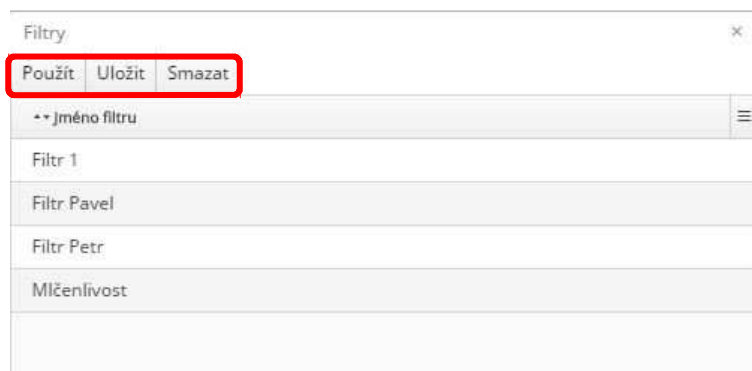 Filtry
Použít Uložit Smazat
Jméno filtru
Filtr 1
Filtr Pavel
Filtr Petr
Mlčenlivost